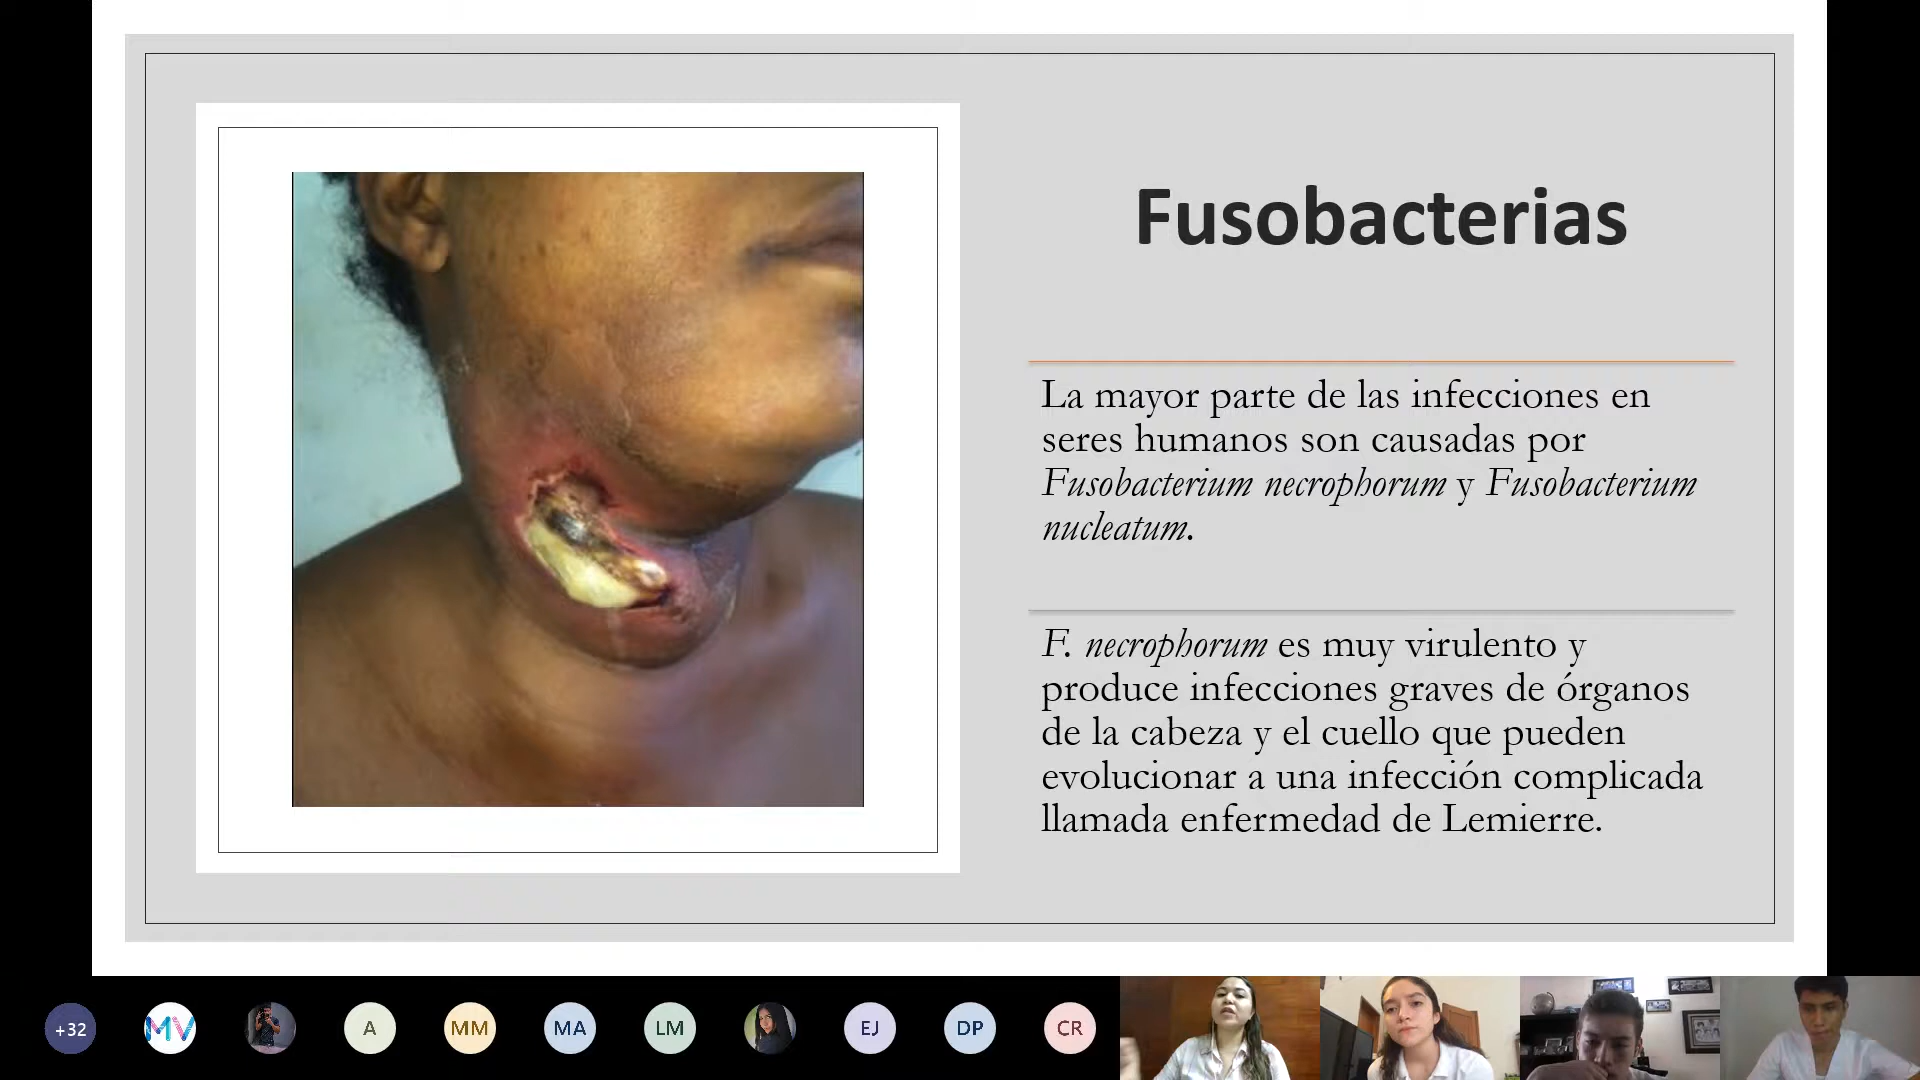 Fusobacterias
La mayor parte de las infecciones en
seres humanos son causadas por
Fusobacterium necrophorum y Fusobacterium
nucleatum.
F. necrophorum es muy virulento y
produce infecciones graves de órganos
de la cabeza y el cuello que pueden
evolucionar a una infección complicada
llamada enfermedad de Lemierre.
+32
MV
A
MM
MA
LM
EJ
DP
CR